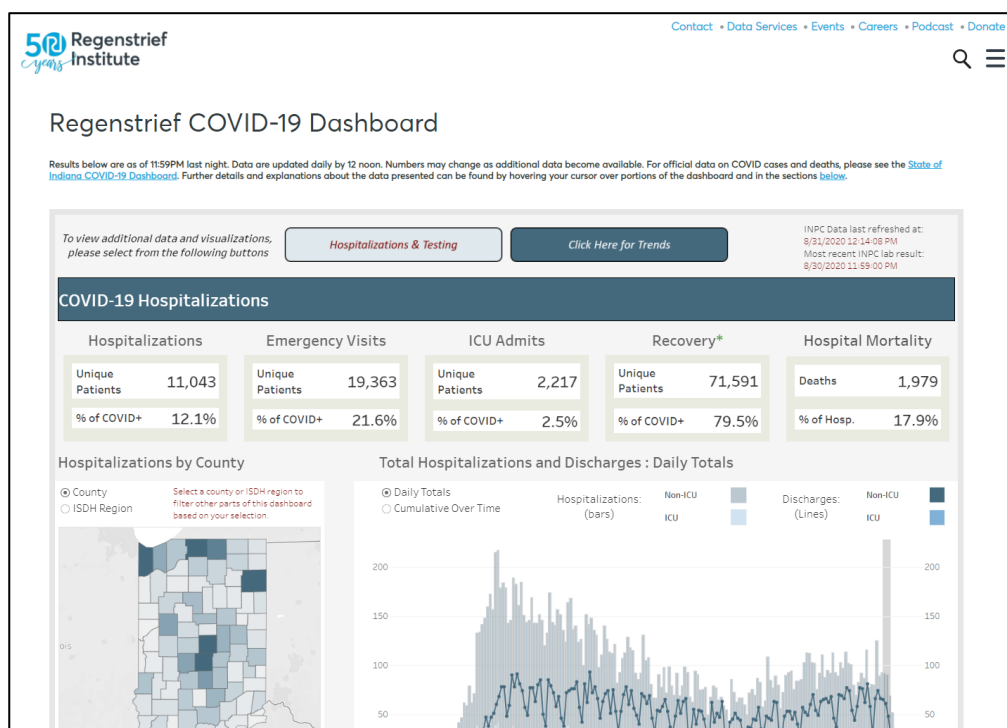 Contact • Data Services • Events • Careers • Podcast • Donate
50 years
Regenstrief
Institute
Regenstrief COVID-19 Dashboard
Results below are as of 11:59PM last night. Data are updated daily by 12 noon. Numbers may change as additional data become available. For official data on COVID cases and deaths, please see the State of
Indiana COVID-19 Dashboard. Further details and explanations about the data presented can be found by hovering your cursor over portions of the dashboard and in the sections below.
To view additional data and visualizations,
please select from the following buttons
Hospitalizations & Testing
Click Here for Trends
INPC Data last refreshed at:
8/31/2020 12:14:08 PM
Most recent INPC lab result:
8/30/2020 11:59:00 PM
COVID-19 Hospitalizations
Hospitalizations
Unique
Patients
11,043
% of COVID+ 12.1%
Emergency Visits
Unique
Patients
19,363
% of COVID+ 21.6%
ICU Admits
Unique
Patients
2,217
% of COVID+ 2.5%
Recovery*
Unique
Patients
71,591
% of COVID+ 79.5%
Hospital Mortality
Deaths 1,979
% of Hosp. 17.9%
Hospitalizations by County
County
ISDH Region
Select a county or ISDH region to
filter other parts of this dashboard
based on your selection.
ois
Total Hospitalizations and Discharges : Daily Totals
Daily Totals
Cumulative Over Time
Hospitalizations:
(bars)
Non-ICU
ICU
Discharges:
(Lines)
Non-ICU
ICU
200 200
150 150
100 100
50 50